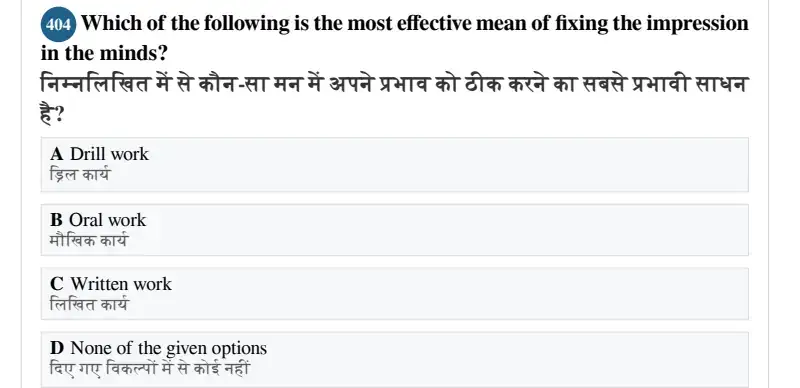 404 Which of the following is the most effective mean of fixing the impression
in the minds?
निम्नलिखित में से कौन-सा मन में अपने प्रभाव को ठीक करने का सबसे प्रभावी साधन
है?
A Drill work
ड्रिल कार्य
B Oral work
मौखिक कार्य
C Written work
लिखित कार्य
D None of the given options
दिए गए विकल्पों में से कोई नहीं